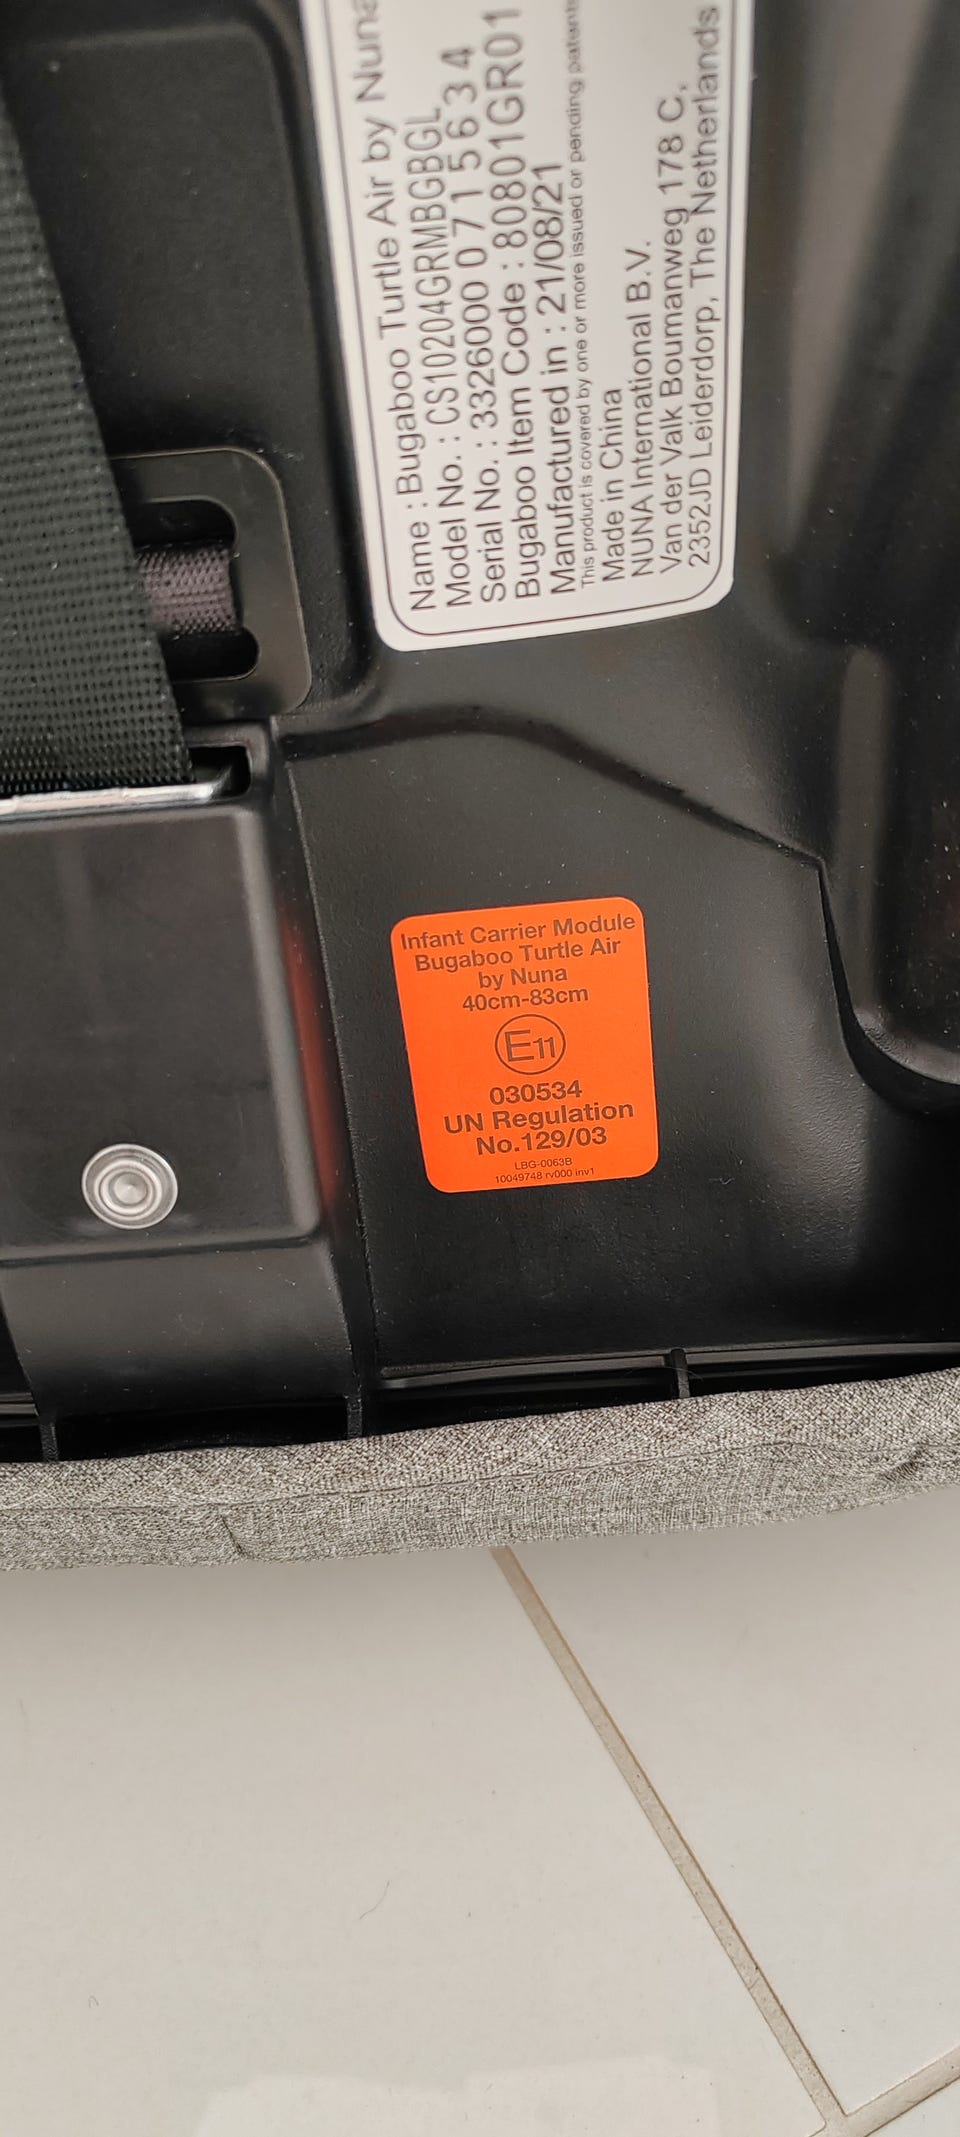 Name : Bugaboo Turtle Air by Nuna
Model No. : CS10204GRMBGBGL
Serial No. : 3326000 0 7 1 5 6 3 4
Bugaboo Item Code : 80801GR01
Manufactured in : 21/08/21
This product is covered by one or more issued or pending patents
Made in China
NUNA International B.V.
Van der Valk Boumanweg 178 C,
2352JD Leiderdorp, The Netherlands
Infant Carrier Module
Bugaboo Turtle Air
by Nuna
40cm-83cm
E11
030534
UN Regulation
No.129/03
LBG-0063B
10049748 rv000 inv1